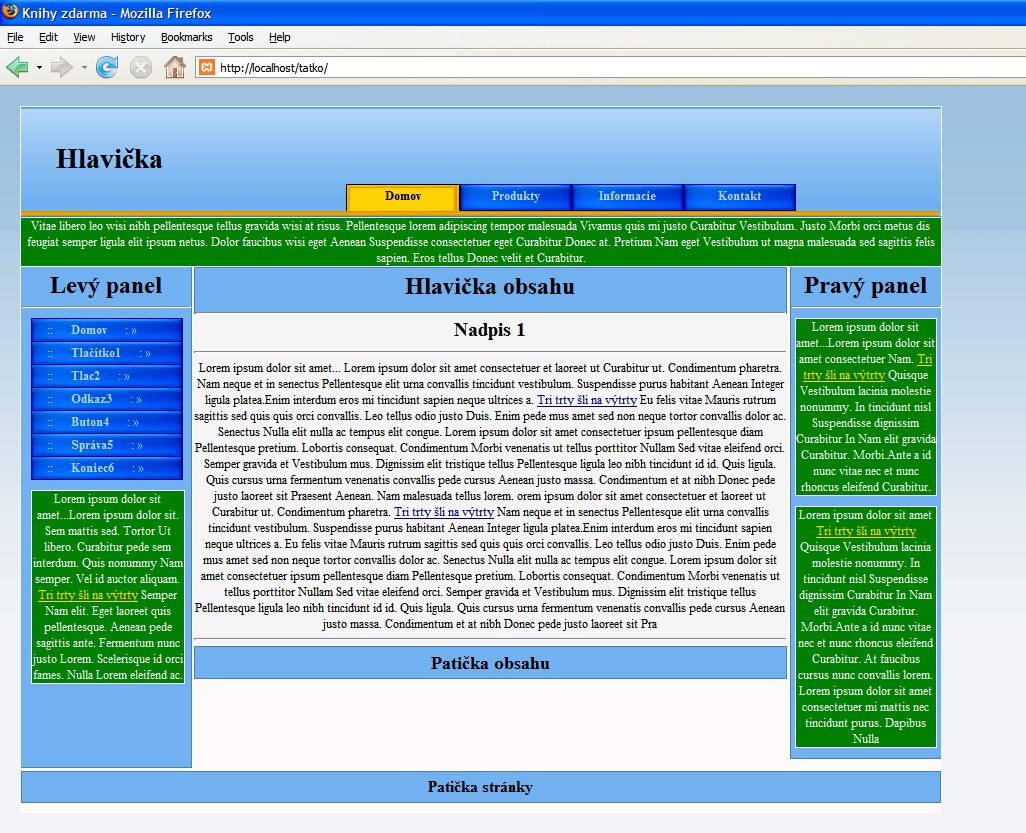 Knihy zdarma - Mozilla Firefox
File Edit View History Bookmarks Tools Help
http://localhost/tatko/
Hlavička
Domov Produkty Informacie Kontakt
Vitae libero leo wisi nibh pellentesque tellus gravida wisi at risus. Pellentesque lorem adipiscing tempor malesuada Vivamus quis mi justo Curabitur Vestibulum. Justo Morbi orci metus dis
feugiat semper ligula elit ipsum netus. Dolor faucibus wisi eget Aenean Suspendisse consectetuer eget Curabitur Donec at. Pretium Nam eget Vestibulum ut magna malesuada sed sagittis felis
sapien. Eros tellus Donec velit et Curabitur.
Levý panel
:: Domov : »
:: Tlačítko1 : »
:: Tlac2 : »
:: Odkaz3 : »
:: Buton4 : »
:: Správa5 : »
:: Koniec6 : »
Lorem ipsum dolor sit
amet...Lorem ipsum dolor sit.
Sem mattis sed. Tortor Ut
libero. Curabitur pede sem
interdum. Quis nonummy Nam
semper. Vel id auctor aliquam.
Tri trty šli na výtrty Semper
Nam elit. Eget laoreet quis
pellentesque. Aenean pede
sagittis ante. Fermentum nunc
justo Lorem. Scelerisque id orci
fames. Nulla Lorem eleifend ac.
Hlavička obsahu
Nadpis 1
Lorem ipsum dolor sit amet... Lorem ipsum dolor sit amet consectetuer et laoreet ut Curabitur ut. Condimentum pharetra.
Nam neque et in senectus Pellentesque elit urna convallis tincidunt vestibulum. Suspendisse purus habitant Aenean Integer
ligula platea.Enim interdum eros mi tincidunt sapien neque ultrices a. Tri trty šli na výtrty Eu felis vitae Mauris rutrum
sagittis sed quis quis orci convallis. Leo tellus odio justo Duis. Enim pede mus amet sed non neque tortor convallis dolor ac.
Senectus Nulla elit nulla ac tempus elit congue. Lorem ipsum dolor sit amet consectetuer ipsum pellentesque diam
Pellentesque pretium. Lobortis consequat. Condimentum Morbi venenatis ut tellus porttitor Nullam Sed vitae eleifend orci.
Semper gravida et Vestibulum mus. Dignissim elit tristique tellus Pellentesque ligula leo nibh tincidunt id id. Quis ligula.
Quis cursus urna fermentum venenatis convallis pede cursus Aenean justo massa. Condimentum et at nibh Donec pede
justo laoreet sit Praesent Aenean. Nam malesuada tellus lorem. orem ipsum dolor sit amet consectetuer et laoreet ut
Curabitur ut. Condimentum pharetra. Tri trty šli na výtrty Nam neque et in senectus Pellentesque elit urna convallis
tincidunt vestibulum. Suspendisse purus habitant Aenean Integer ligula platea.Enim interdum eros mi tincidunt sapien
neque ultrices a. Eu felis vitae Mauris rutrum sagittis sed quis quis orci convallis. Leo tellus odio justo Duis. Enim pede
mus amet sed non neque tortor convallis dolor ac. Senectus Nulla elit nulla ac tempus elit congue. Lorem ipsum dolor sit
amet consectetuer ipsum pellentesque diam Pellentesque pretium. Lobortis consequat. Condimentum Morbi venenatis ut
tellus porttitor Nullam Sed vitae eleifend orci. Semper gravida et Vestibulum mus. Dignissim elit tristique tellus
Pellentesque ligula leo nibh tincidunt id id. Quis ligula. Quis cursus urna fermentum venenatis convallis pede cursus Aenean
justo massa. Condimentum et at nibh Donec pede justo laoreet sit Pra
Patička obsahu
Pravý panel
Lorem ipsum dolor sit
amet...Lorem ipsum dolor sit
amet consectetuer Nam. Tri
trty šli na výtrty Quisque
Vestibulum lacinia molestie
nonummy. In tincidunt nisl
Suspendisse dignissim
Curabitur In Nam elit gravida
Curabitur. Morbi.Ante a id
nunc vitae nec et nunc
rhoncus eleifend Curabitur.
Lorem ipsum dolor sit amet
Tri trty šli na výtrty
Quisque Vestibulum lacinia
molestie nonummy. In
tincidunt nisl Suspendisse
dignissim Curabitur In Nam
elit gravida Curabitur.
Morbi.Ante a id nunc vitae
nec et nunc rhoncus eleifend
Curabitur. At faucibus
cursus nunc convallis lorem.
Lorem ipsum dolor sit amet
consectetuer mi mattis nec
tincidunt purus. Dapibus
Nulla
Patička stránky